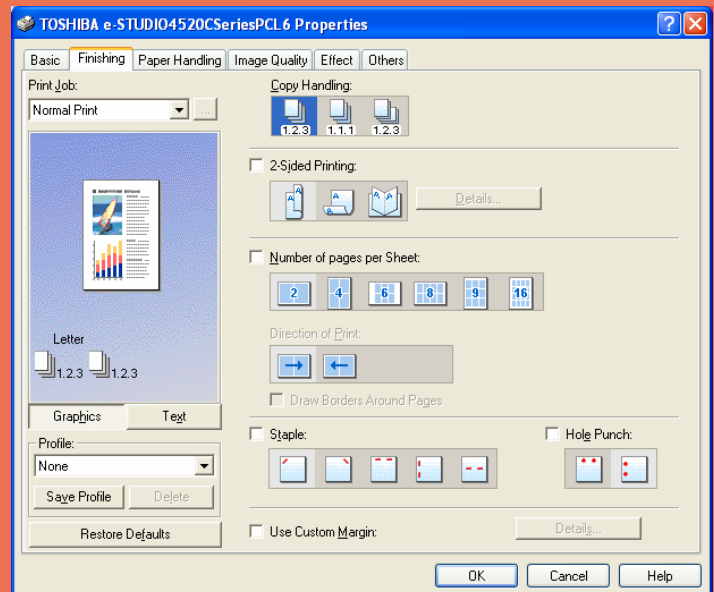 TOSHIBA e-STUDIO4520CSeriesPCL6 Properties
Basic Finishing Paper Handling Image Quality Effect Others
Print Job:
Normal Print
...
Letter
1.2.3 1.2.3
Graphics Text
Profile:
None
Save Profile Delete
Restore Defaults
Copy Handling:
1.2.3 1.1.1 1.2.3
2-Sided Printing:
A A A A A
Details...
Number of pages per Sheet:
2 4 6 8 9 16
Direction of Print:
Draw Borders Around Pages
Staple:
Hole Punch:
Use Custom Margin:
Details...
OK Cancel Help